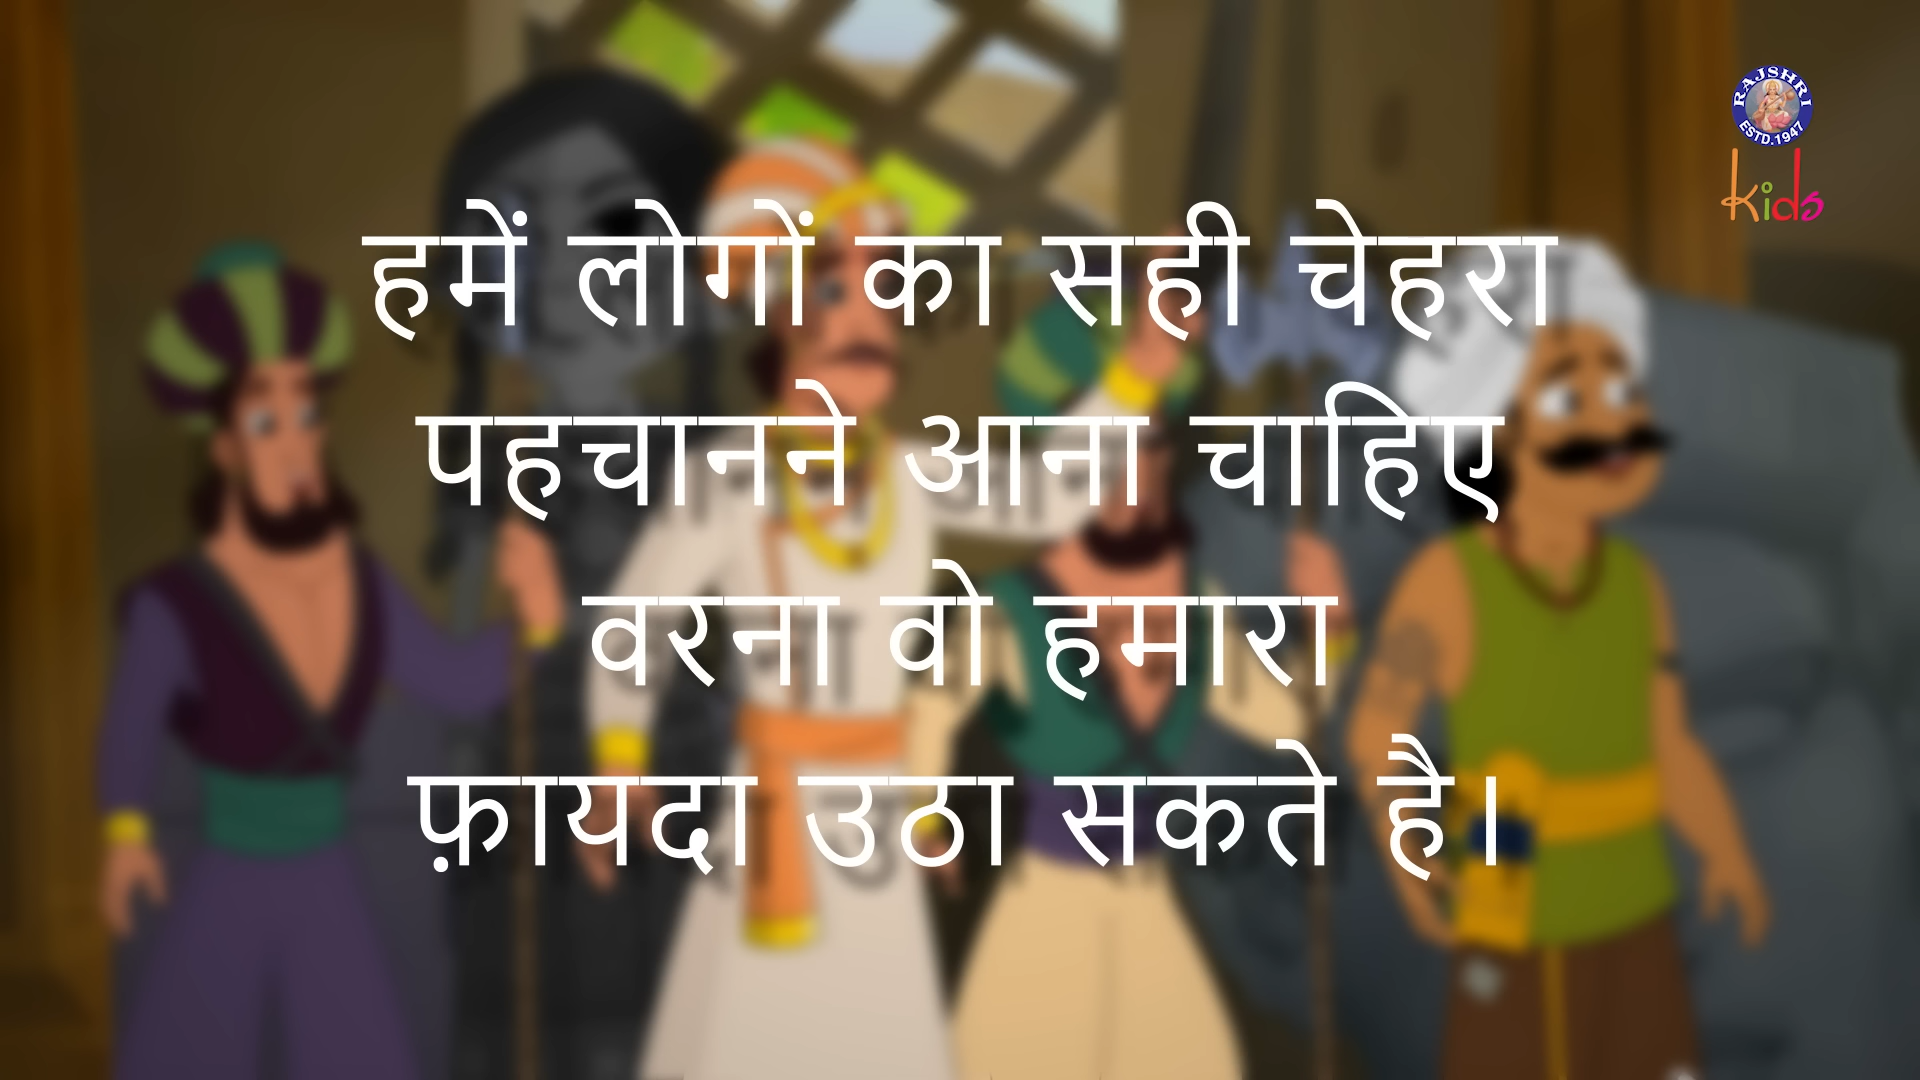 RAJSHRI
ESTD.1947
kids
हमें लोगों का सही चेहरा
पहचानने आना चाहिए
वरना वो हमारा
फ़ायदा उठा सकते है।